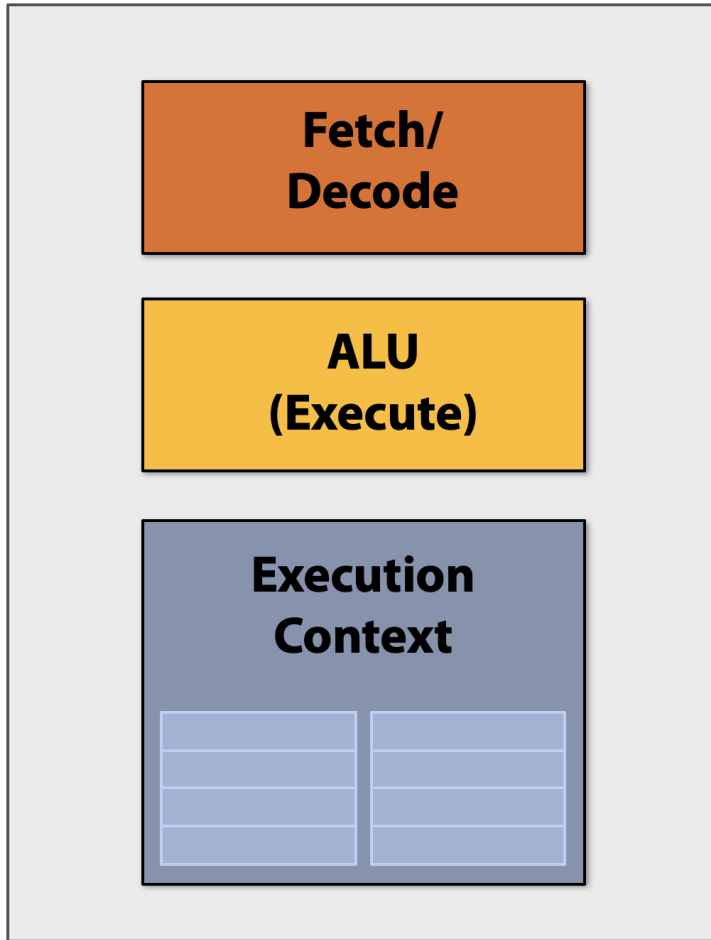 Fetch/
Decode
ALU
(Execute)
Execution
Context